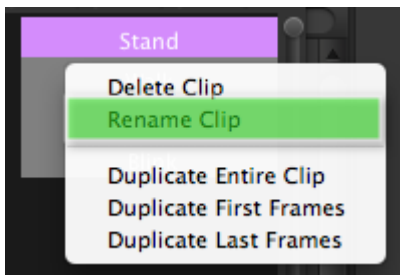 Stand
Delete Clip
Rename Clip
Duplicate Entire Clip
Duplicate First Frames
Duplicate Last Frames